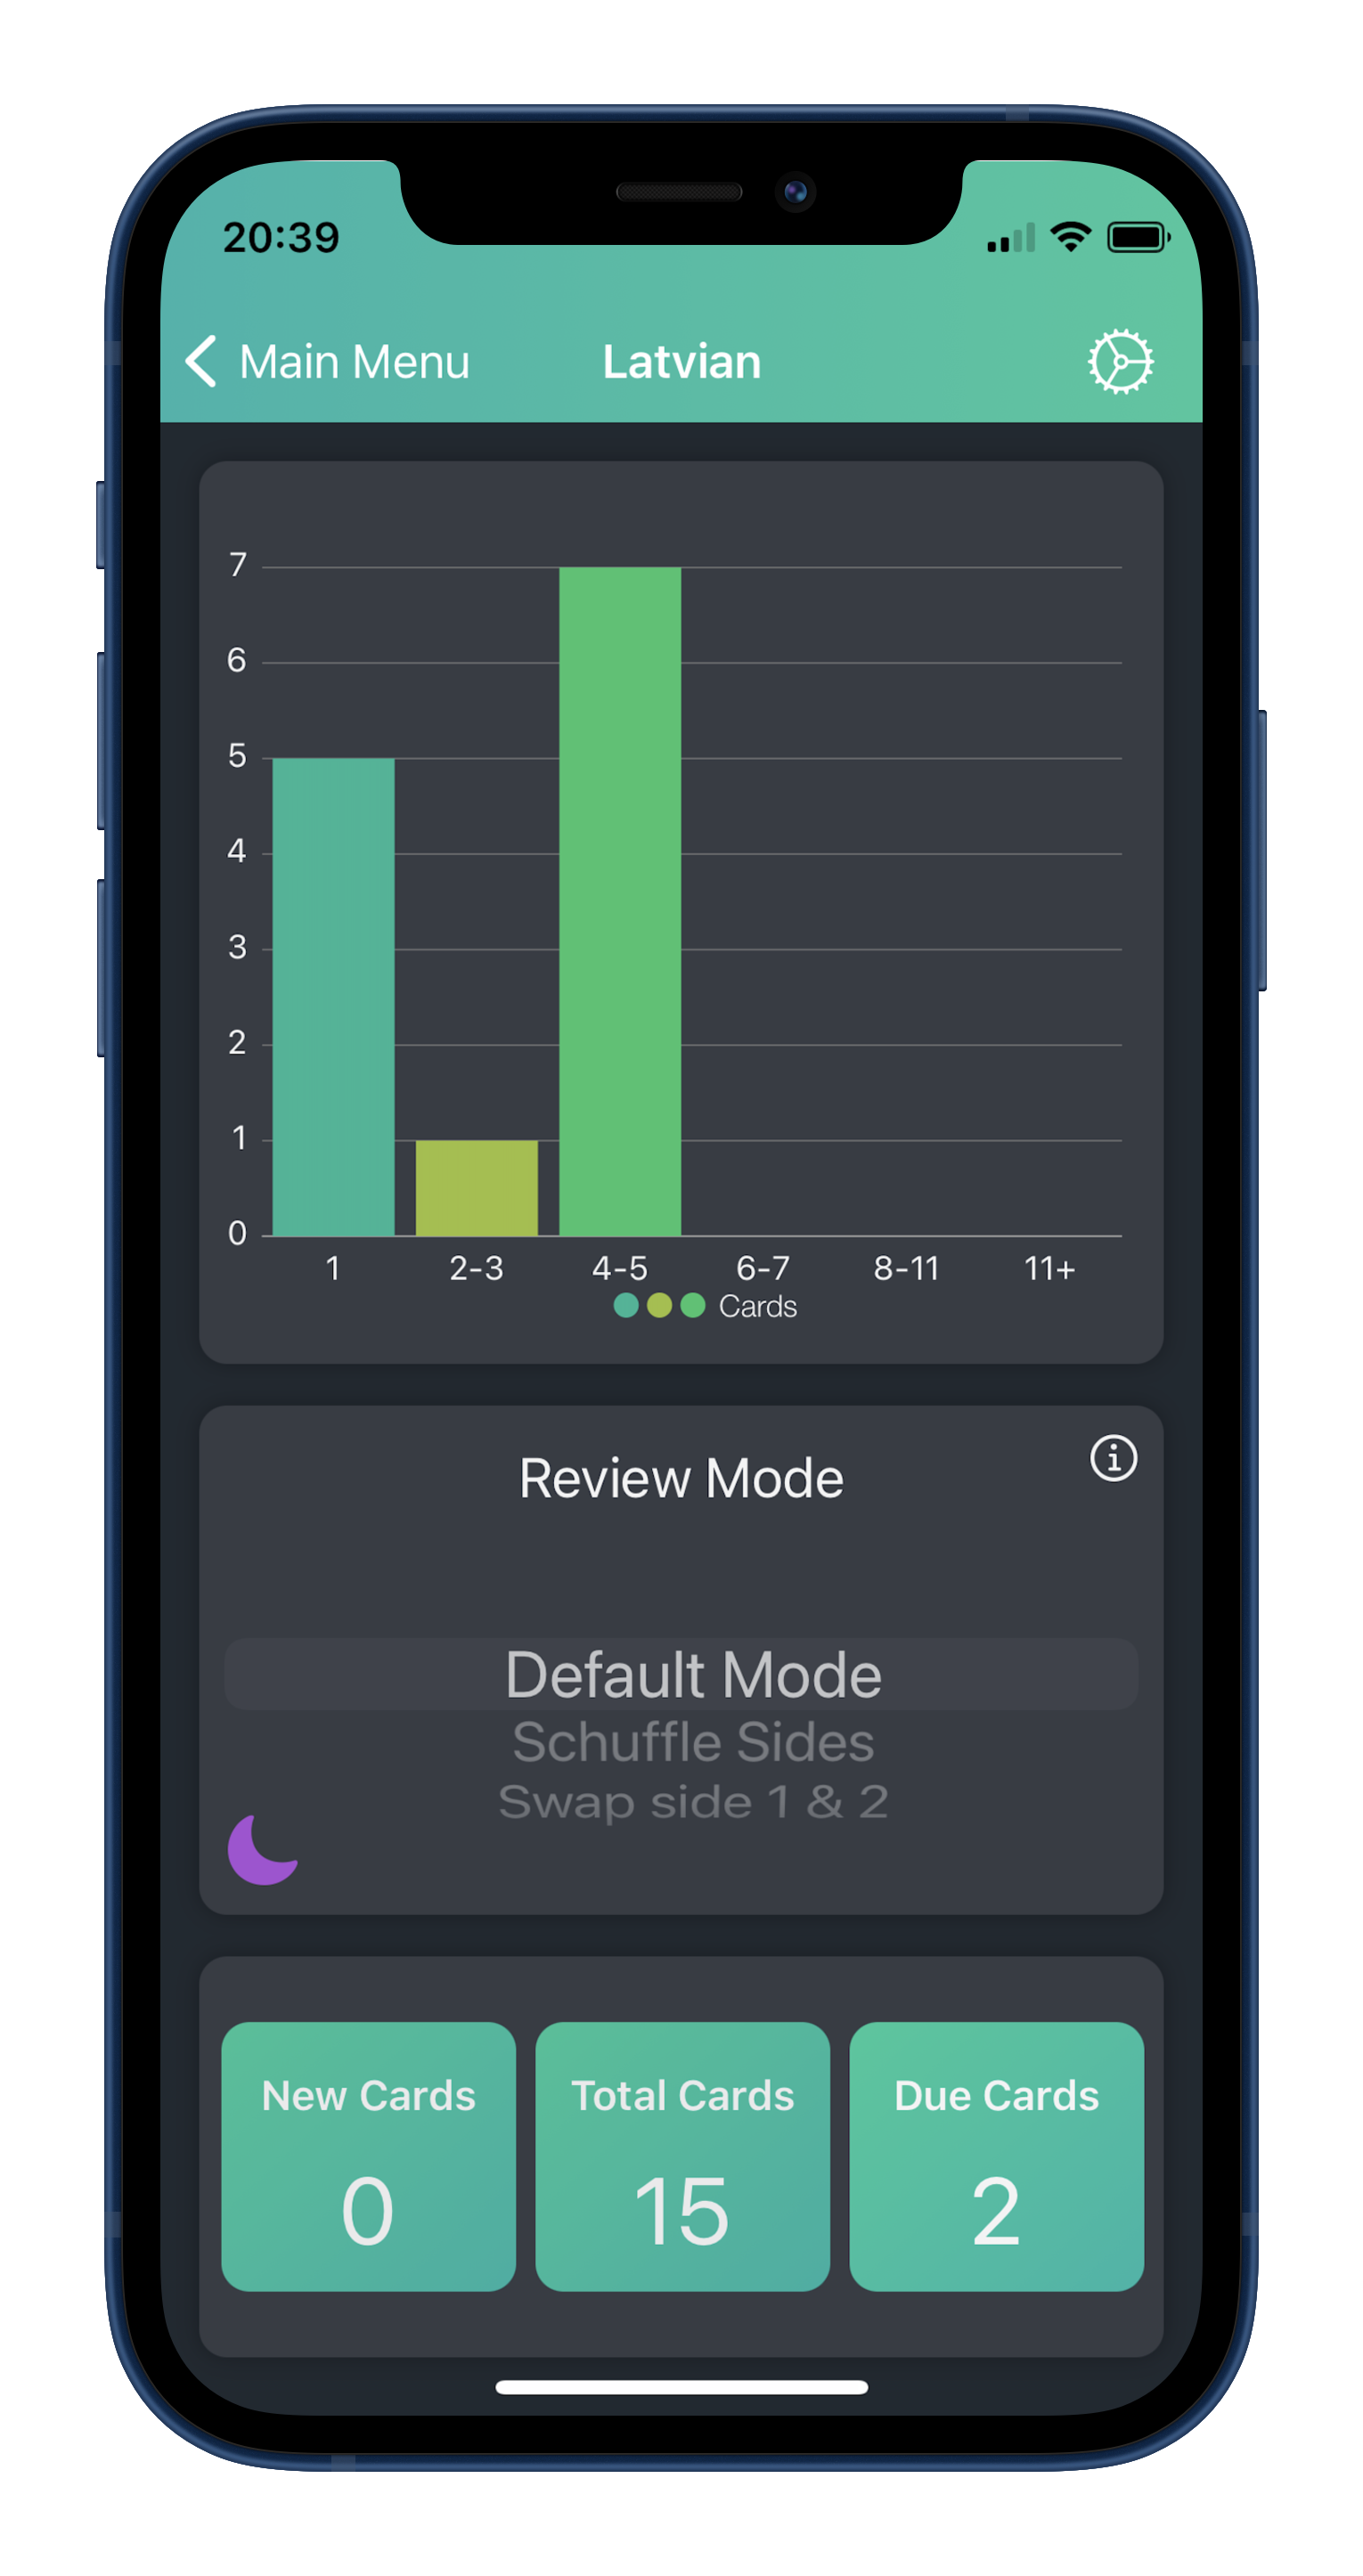 20:39
Main Menu
Latvian
7
6
5
4
3
2
1
0
1 2-3 4-5 6-7 8-11 11+
Cards
Review Mode
Default Mode
Schuffle Sides
Swap side 1 & 2
New Cards Total Cards Due Cards
0 15 2